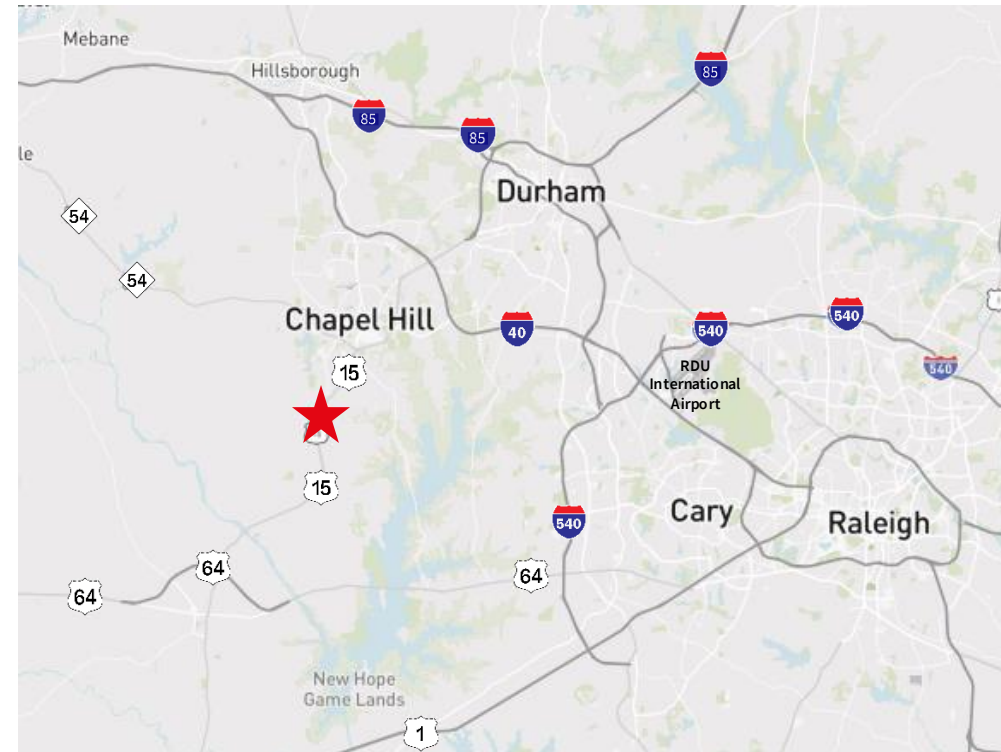 Mebane
Hillsborough
85
85
85
le
Durham
54
54
Chapel Hill
40
540
540
540
RDU
International
Airport
15
15
Cary
Raleigh
540
64
64
64
New Hope
Game Lands
1